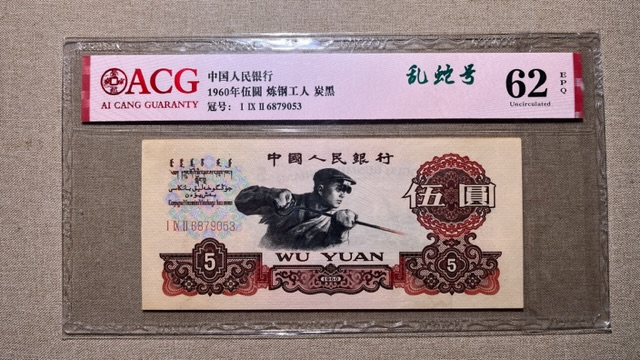 ACG
AI CANG GUARANTY
中国人民银行
1960年伍圆 炼钢工人 炭黑
冠号: I IX II 6879053
乱蛇号
62
Uncirculated
EPQ
中國人民銀行
I IX II 6879053
伍圓
5
WU YUAN
1960
5